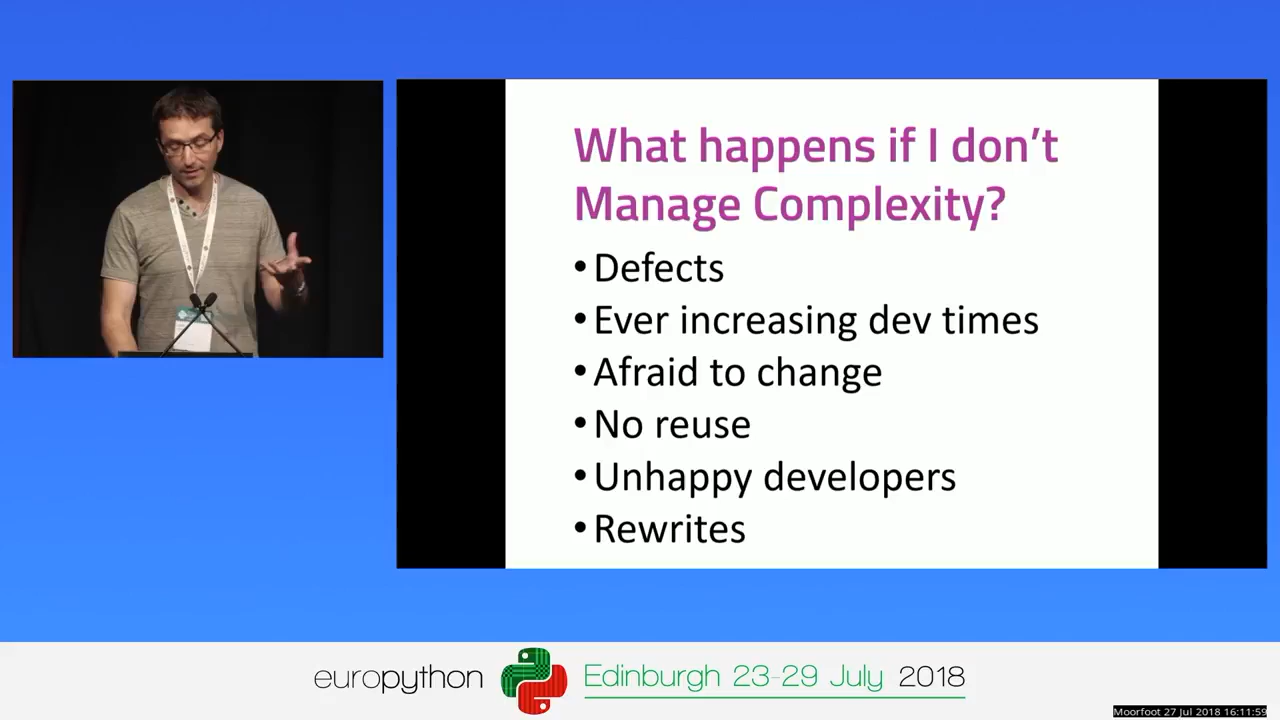 What happens if I don't
Manage Complexity?
•Defects
•Ever increasing dev times
•Afraid to change
•No reuse
•Unhappy developers
•Rewrites
europython Edinburgh 23-29 July 2018
Moorfoot 27 Jul 2018 16:11:59